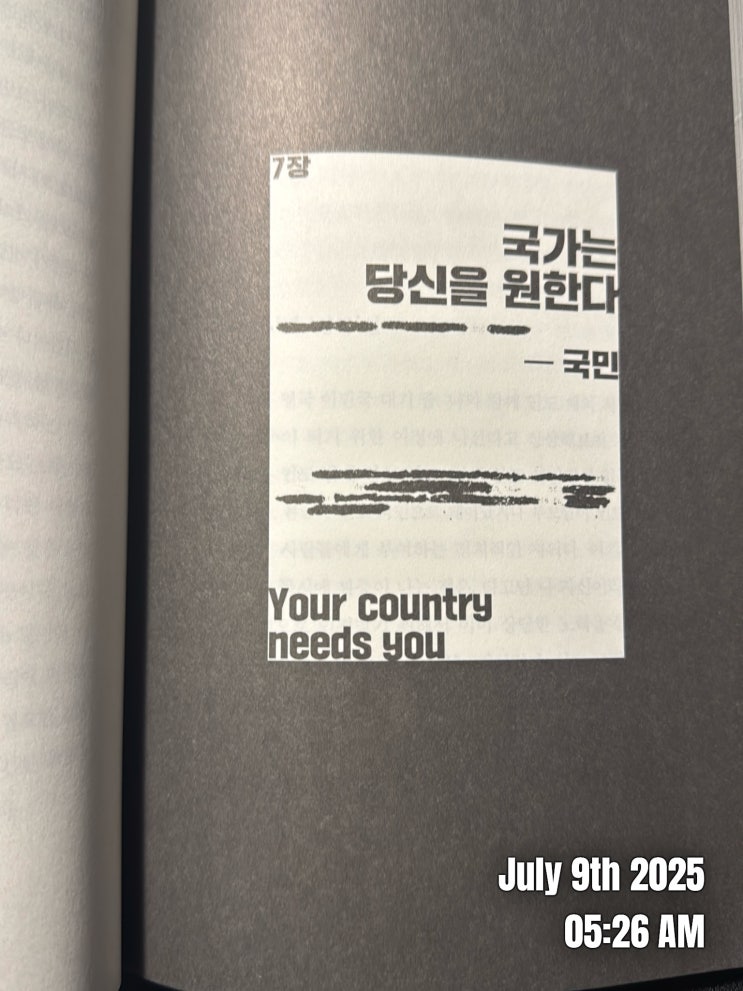 7장
국가는
당신을 원한다
— 국민
Your country
needs you
July 9th 2025
05:26 AM